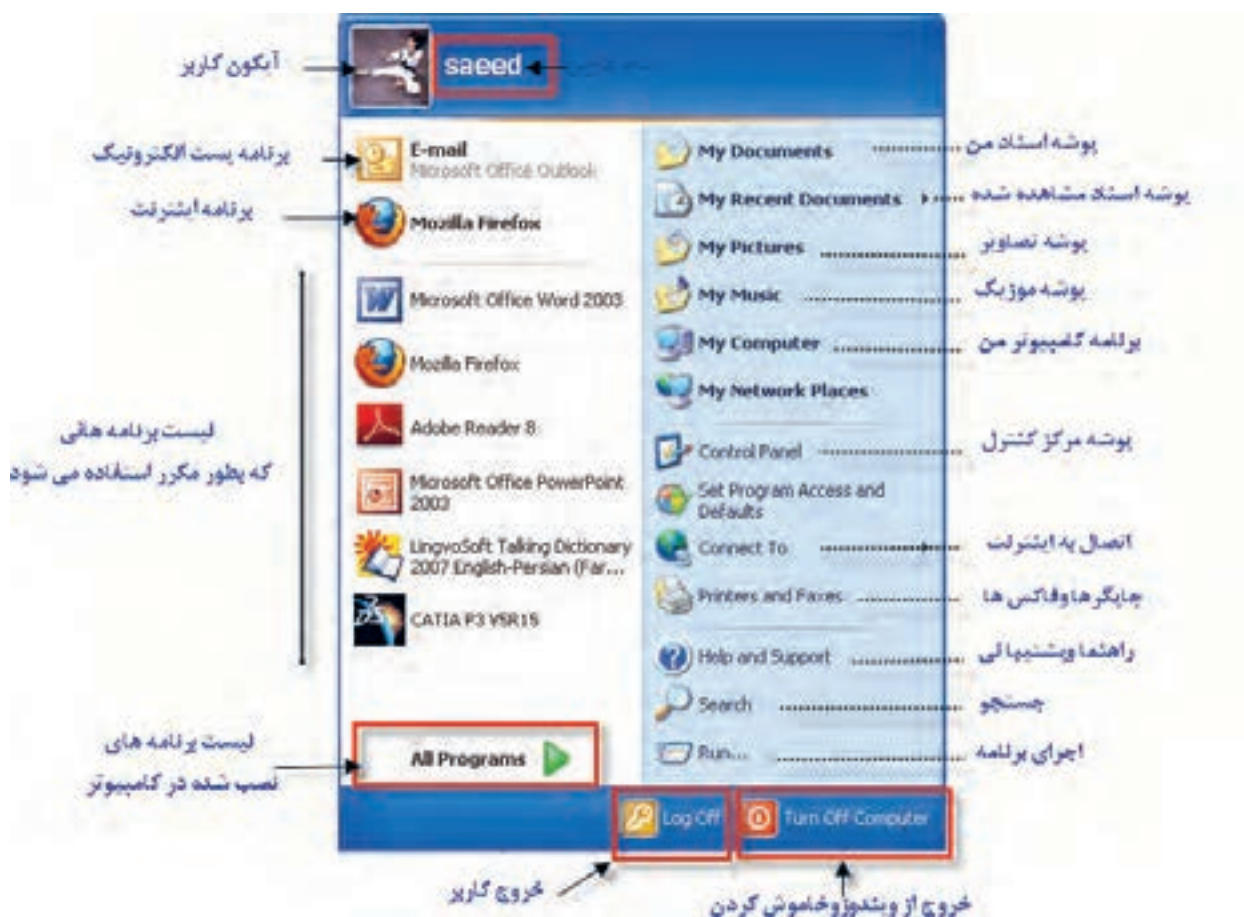 آیکون کاربر
saeed
برنامه پست الکترونیک
E-mail
Microsoft Office Outlook
My Documents
پوشه اسناد من
برنامه اینترنت
Mozilla Firefox
My Recent Documents
پوشه اسناد مشاهده شده
My Pictures
پوشه تصاویر
Microsoft Office Word 2003
My Music
پوشه موزیک
Mozilla Firefox
My Computer
برنامه کامپیوتر من
My Network Places
لیست برنامه هائی
که بطور مکرر استفاده می شود
Adobe Reader 8
Control Panel
پوشه مرکز کنترل
Microsoft Office PowerPoint
2003
Set Program Access and
Defaults
LingvoSoft Talking Dictionary
2007 English-Persian (Far...
Connect To
اتصال به اینترنت
CATIA P3 V5R15
Printers and Faxes
چاپگرها وفاکس ها
Help and Support
راهنما وپشتیبانی
Search
جستجو
لیست برنامه های
نصب شده در کامپیوتر
All Programs
Run...
اجرای برنامه
Log Off
Turn Off Computer
خروج کاربر
خروج از ویندوزوخاموش کردن